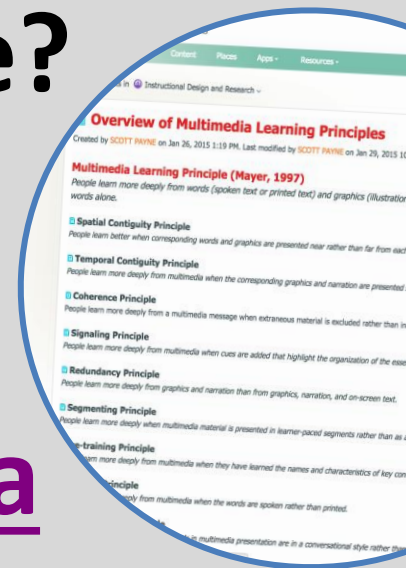 e?
Content Places Apps Resources
in Instructional Design and Research
Overview of Multimedia Learning Principles
Created by SCOTT PAYNE on Jan 26, 2015 1:19 PM. Last modified by SCOTT PAYNE on Jan 29, 2015 10
Multimedia Learning Principle (Mayer, 1997)
People learn more deeply from words (spoken text or printed text) and graphics (illustration
words alone.
Spatial Contiguity Principle
People learn better when corresponding words and graphics are presented near rather than far from each
Temporal Contiguity Principle
People learn more deeply from multimedia when the corresponding graphics and narration are presented
Coherence Principle
People learn more deeply from a multimedia message when extraneous material is excluded rather than in
Signaling Principle
People learn more deeply from multimedia when cues are added that highlight the organization of the esse
Redundancy Principle
People learn more deeply from graphics and narration than from graphics, narration, and on-screen text.
Segmenting Principle
People learn more deeply when multimedia material is presented in learner-paced segments rather than as a
e-training Principle
arn more deeply from multimedia when they have learned the names and characteristics of key con
rinciple
eply from multimedia when the words are spoken rather than printed.
in multimedia presentation are in a conversational style rather than
a